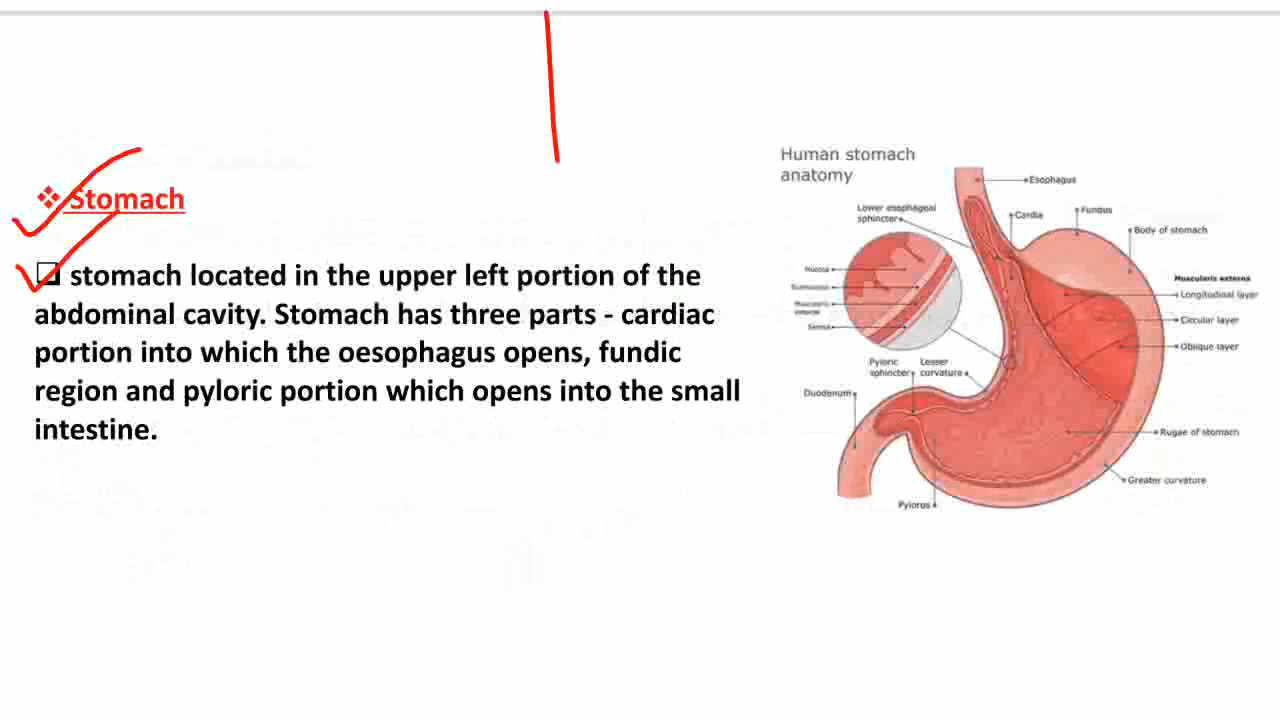 Stomach
stomach located in the upper left portion of the
abdominal cavity. Stomach has three parts - cardiac
portion into which the oesophagus opens, fundic
region and pyloric portion which opens into the small
intestine.
Human stomach
anatomy
Esophagus
Lower esophageal
sphincter
Cardia
Fundus
Body of stomach
Mucosa
Submucosa
Muscularis
externa
Serosa
Muscularis externa
Longitudinal layer
Circular layer
Oblique layer
Pyloric
sphincter
Lesser
curvature
Duodenum
Rugae of stomach
Greater curvature
Pylorus